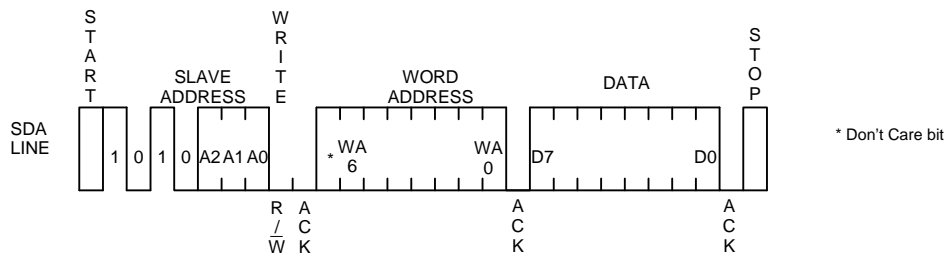 START
WRITE
STOP
SLAVE
ADDRESS
WORD
ADDRESS
DATA
SDA
LINE
1 0 1 0 A2 A1 A0
* WA
6
WA
0
D7 D0
* Don't Care bit
R/W̅
ACK
ACK
ACK